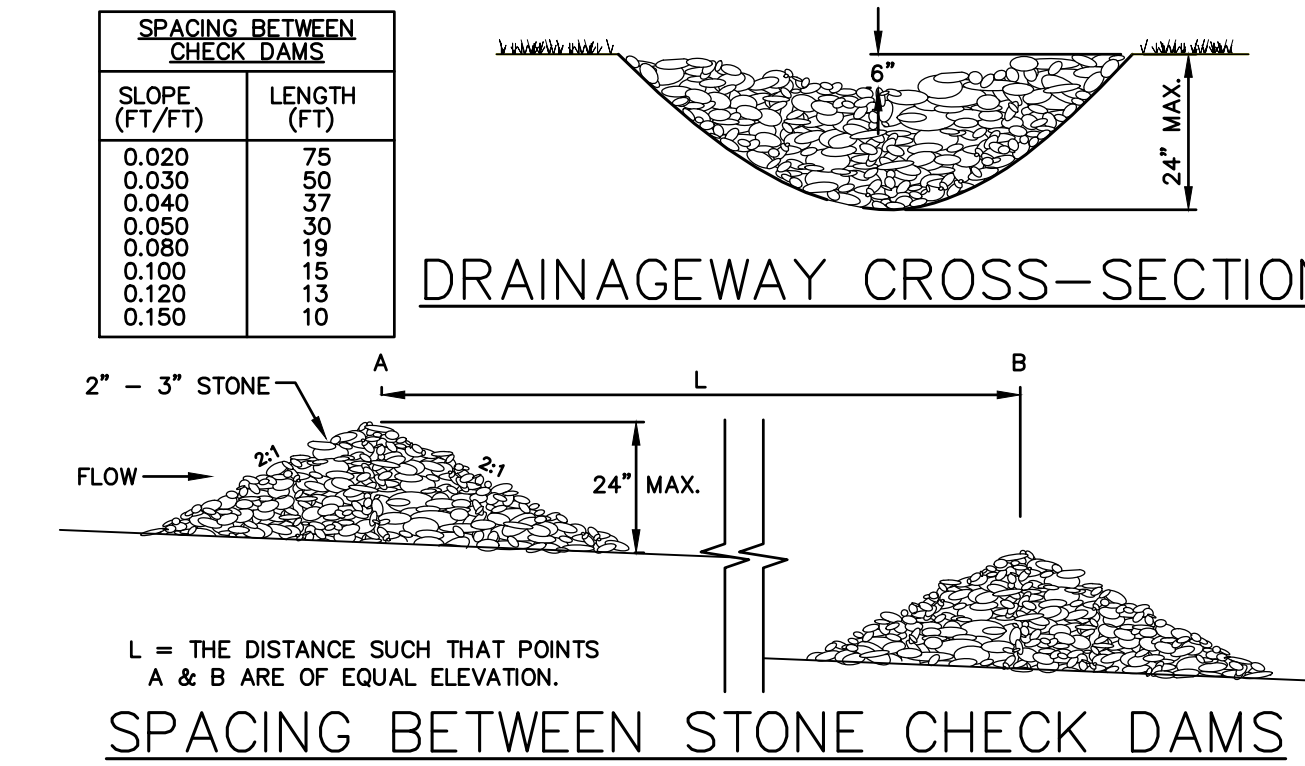 SPACING BETWEEN
CHECK DAMS
SLOPE
(FT/FT)
LENGTH
(FT)
0.020 75
0.030 50
0.040 37
0.050 30
0.080 19
0.100 15
0.120 13
0.150 10
6"
24" MAX.
DRAINAGEWAY CROSS-SECTION
A
B
L
2" - 3" STONE
2:1
2:1
FLOW
24" MAX.
L = THE DISTANCE SUCH THAT POINTS
A & B ARE OF EQUAL ELEVATION.
SPACING BETWEEN STONE CHECK DAMS